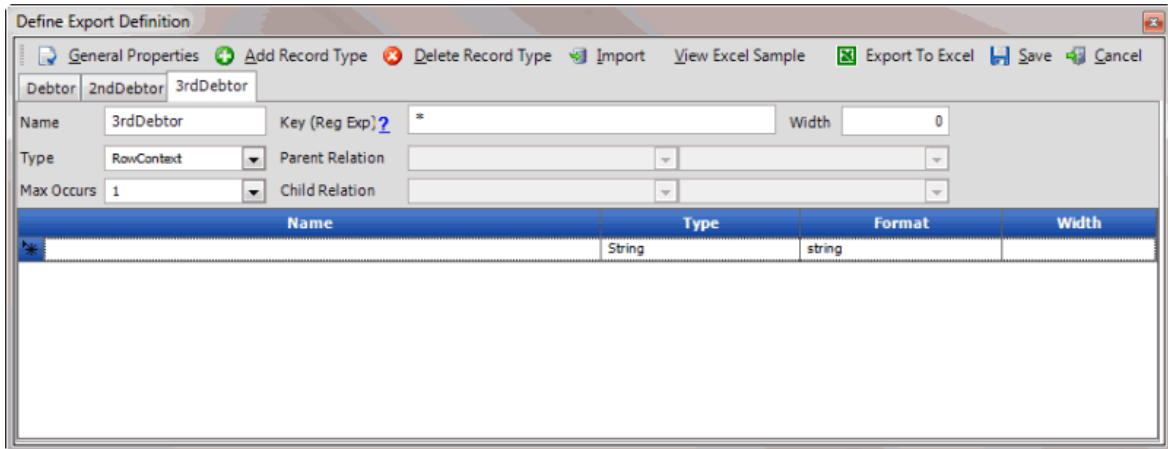 Define Export Definition
General Properties Add Record Type Delete Record Type Import View Excel Sample Export To Excel Save Cancel
Debtor 2ndDebtor 3rdDebtor
Name 3rdDebtor Key (Reg Exp) ? * Width 0
Type RowContext Parent Relation
Max Occurs 1 Child Relation
Name Type Format Width
String string